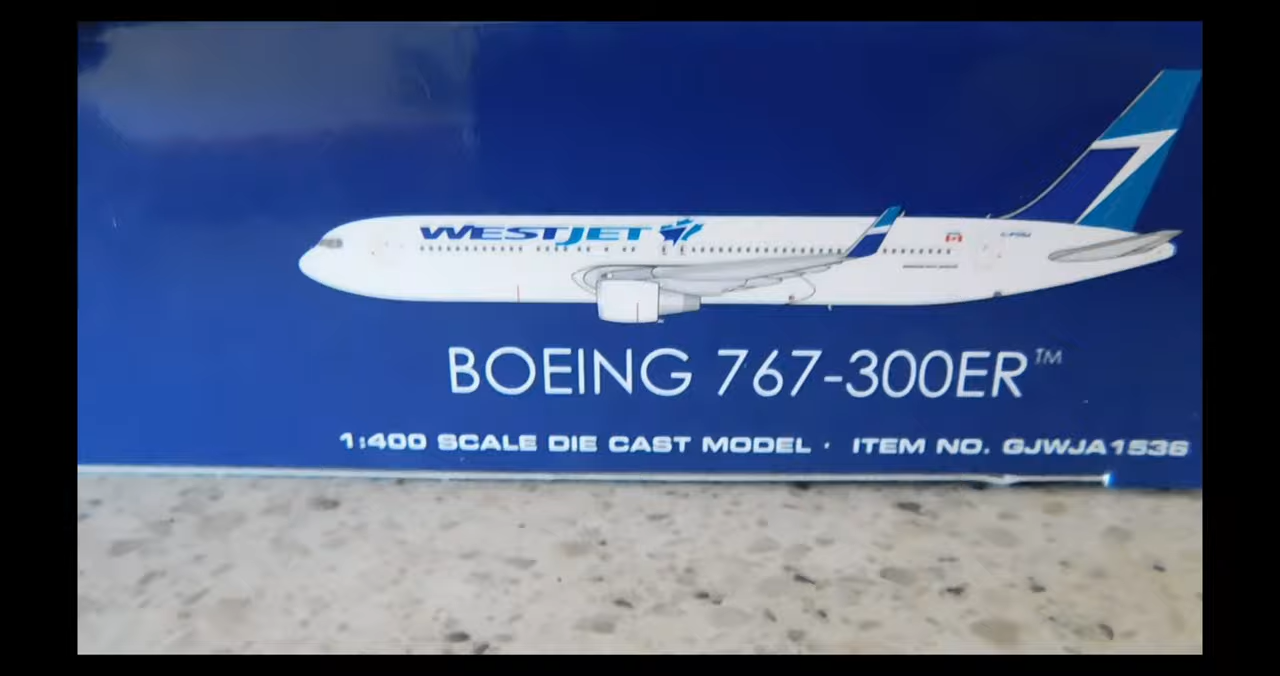 WESTJET
BOEING 767-300ER™
1:400 SCALE DIE CAST MODEL · ITEM NO. GJWJA1536